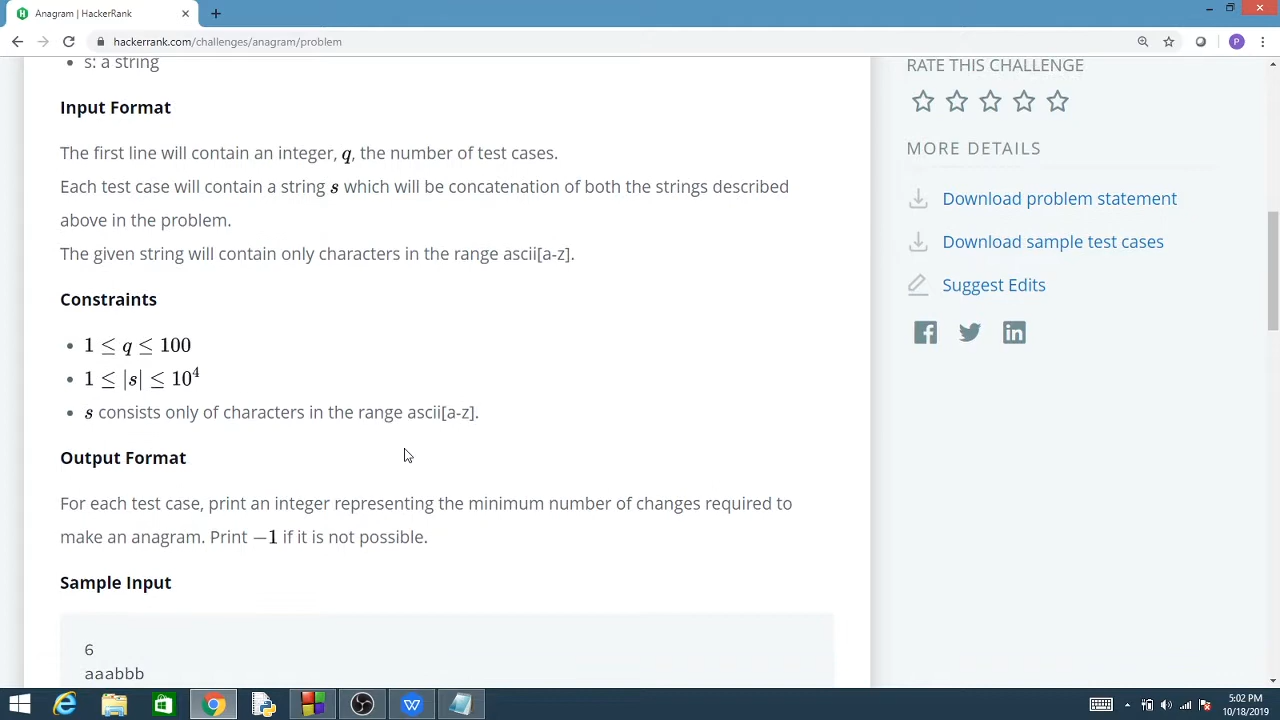 Anagram | HackerRank
hackerrank.com/challenges/anagram/problem
P
s: a string
Input Format
The first line will contain an integer, q, the number of test cases.
Each test case will contain a string s which will be concatenation of both the strings described
above in the problem.
The given string will contain only characters in the range ascii[a-z].
Constraints
1 ≤ q ≤ 100
1 ≤ |s| ≤ 10⁴
s consists only of characters in the range ascii[a-z].
Output Format
For each test case, print an integer representing the minimum number of changes required to
make an anagram. Print −1 if it is not possible.
Sample Input
6
aaabbb
RATE THIS CHALLENGE
MORE DETAILS
Download problem statement
Download sample test cases
Suggest Edits
5:02 PM
10/18/2019